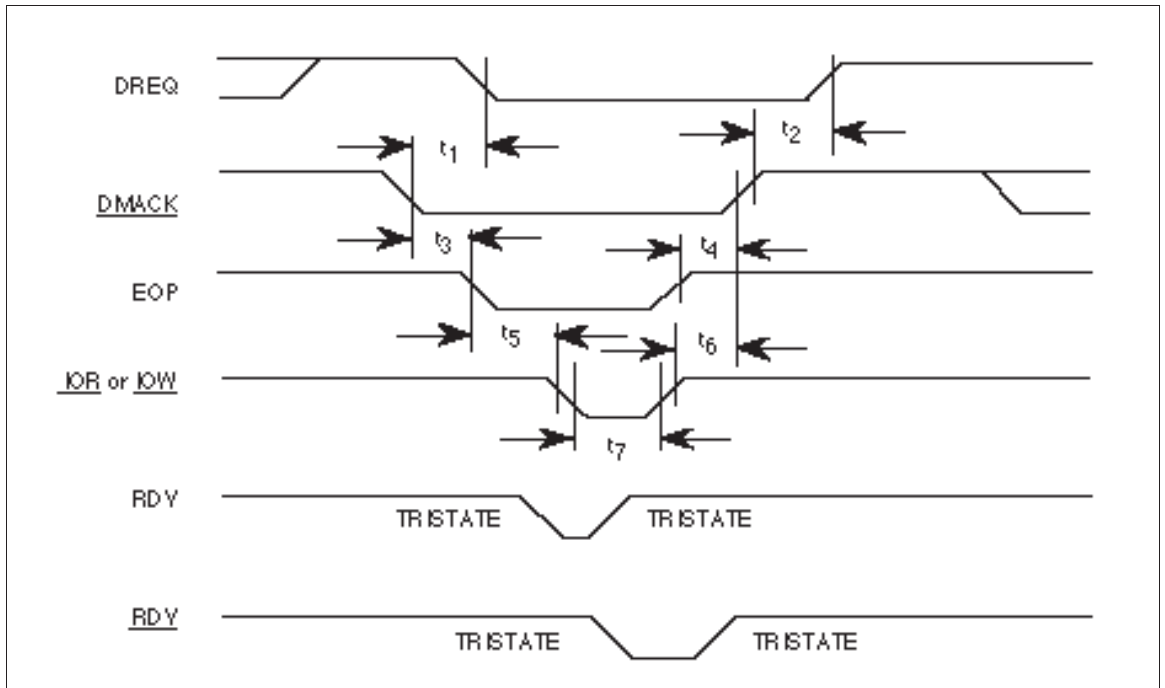 DREQ
t2
t1
DMACK
t3
t4
EOP
t5
t6
IOR or IOW
t7
RDY
TRISTATE TRISTATE
RDY
TRISTATE TRISTATE